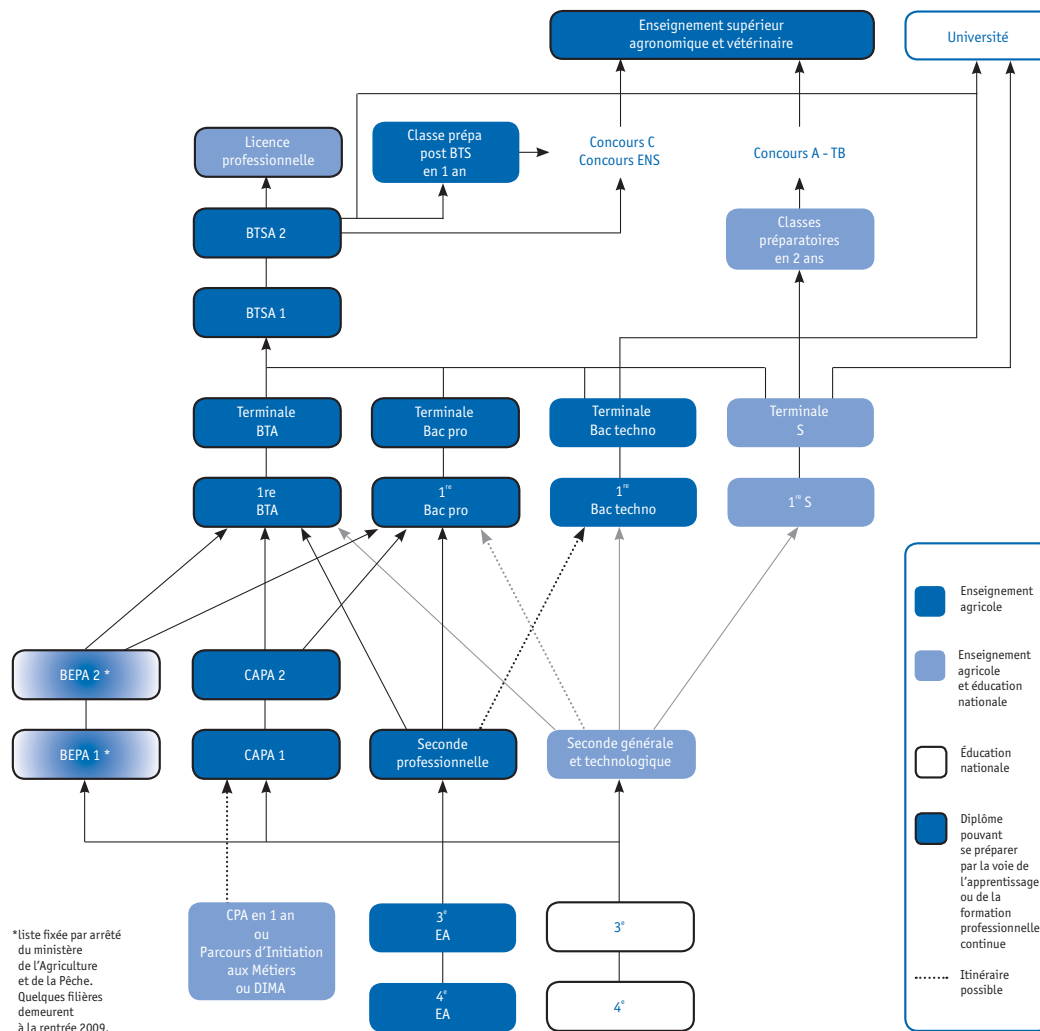 Enseignement supérieur
agronomique et vétérinaire
Université
Licence
professionnelle
Classe prépa
post BTS
en 1 an
Concours C
Concours ENS
Concours A - TB
BTSA 2
Classes
préparatoires
en 2 ans
BTSA 1
Terminale
BTA
Terminale
Bac pro
Terminale
Bac techno
Terminale
S
1re
BTA
1re
Bac pro
1re
Bac techno
1re S
BEPA 2 *
CAPA 2
BEPA 1 *
CAPA 1
Seconde
professionnelle
Seconde générale
et technologique
CPA en 1 an
ou
Parcours d'Initiation
aux Métiers
ou DIMA
3e
EA
3e
4e
EA
4e
*liste fixée par arrêté
du ministère
de l'Agriculture
et de la Pêche.
Quelques filières
demeurent
à la rentrée 2009.
Enseignement
agricole
Enseignement
agricole
et éducation
nationale
Éducation
nationale
Diplôme
pouvant
se préparer
par la voie de
l'apprentissage
ou de la
formation
professionnelle
continue
Itinéraire
possible